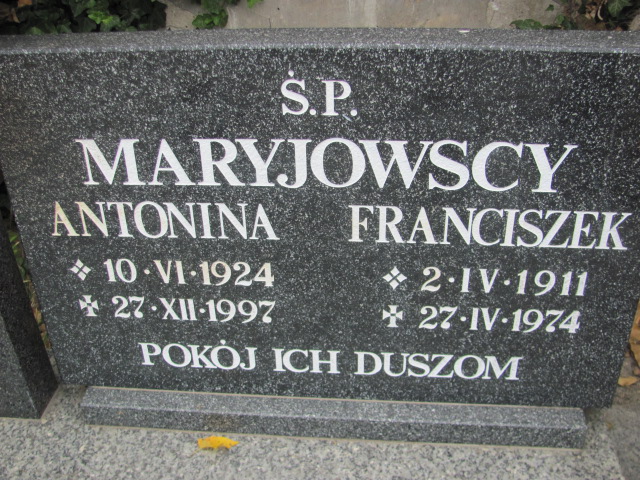 Ś.P.
MARYJOWSCY
ANTONINA FRANCISZEK
10·VI·1924 2·IV·1911
27·XII·1997 27·IV·1974
POKÓJ ICH DUSZOM